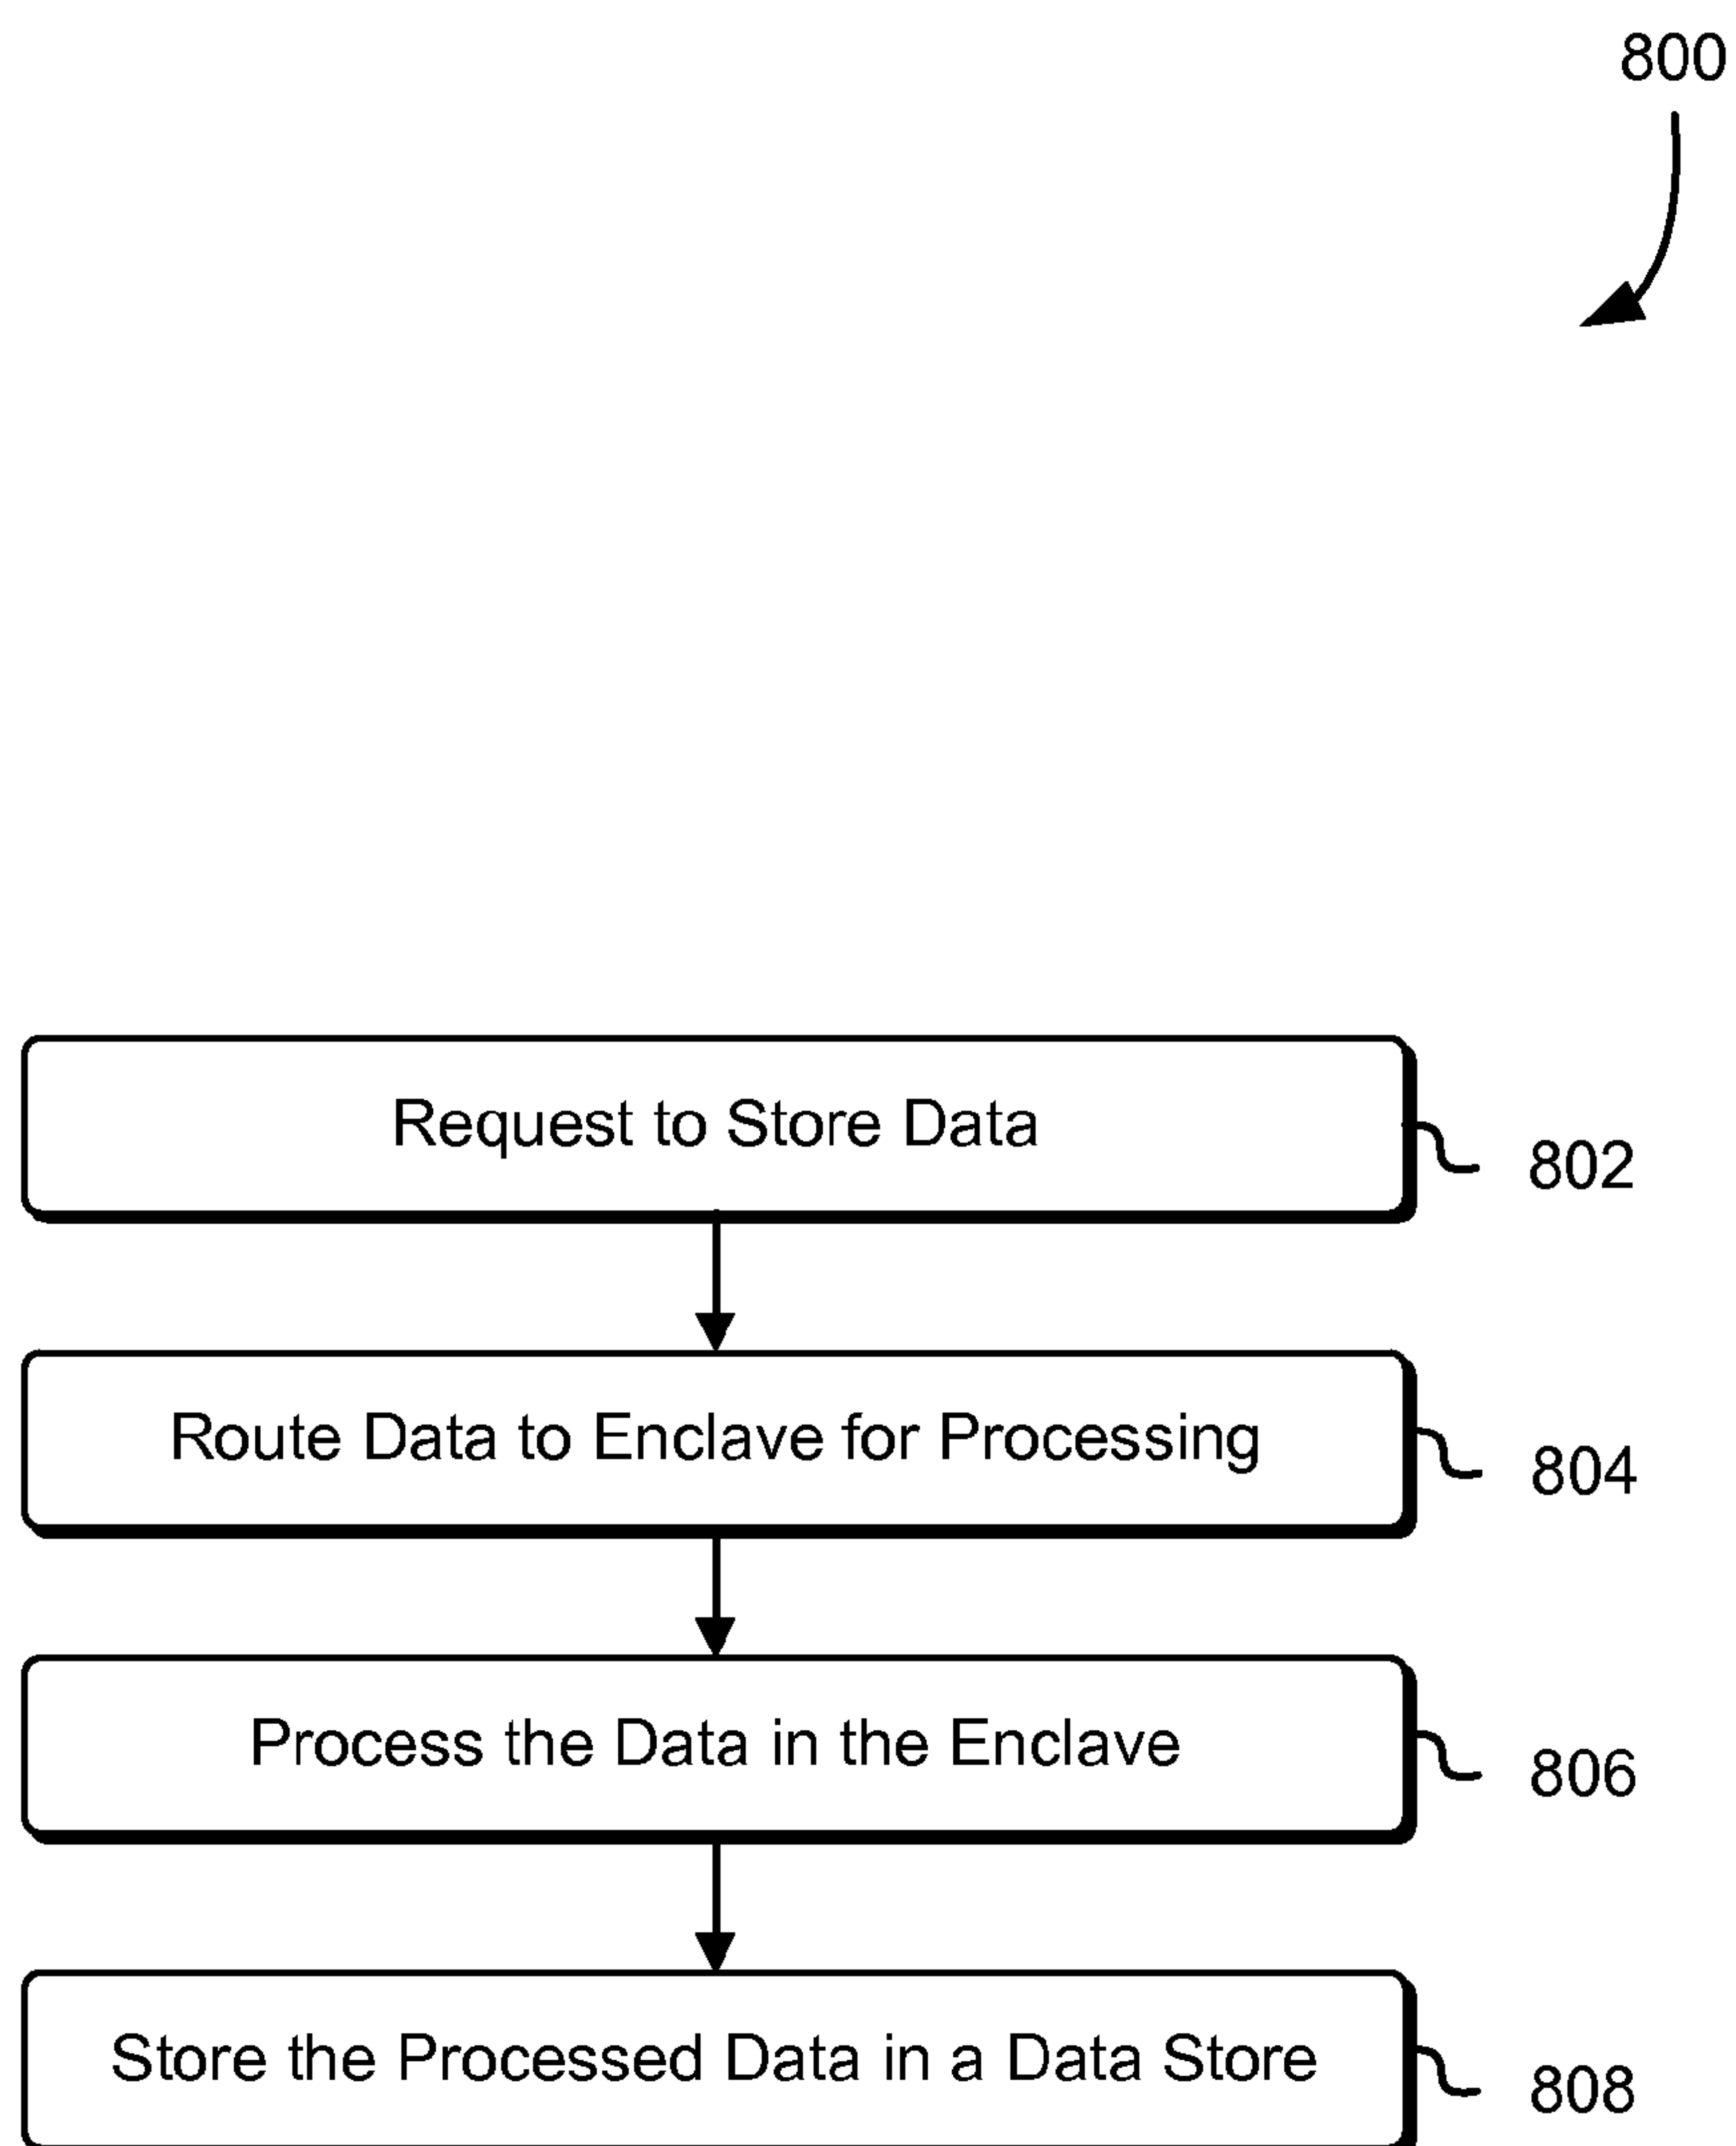 800
Request to Store Data
802
Route Data to Enclave for Processing
804
Process the Data in the Enclave
806
Store the Processed Data in a Data Store
808